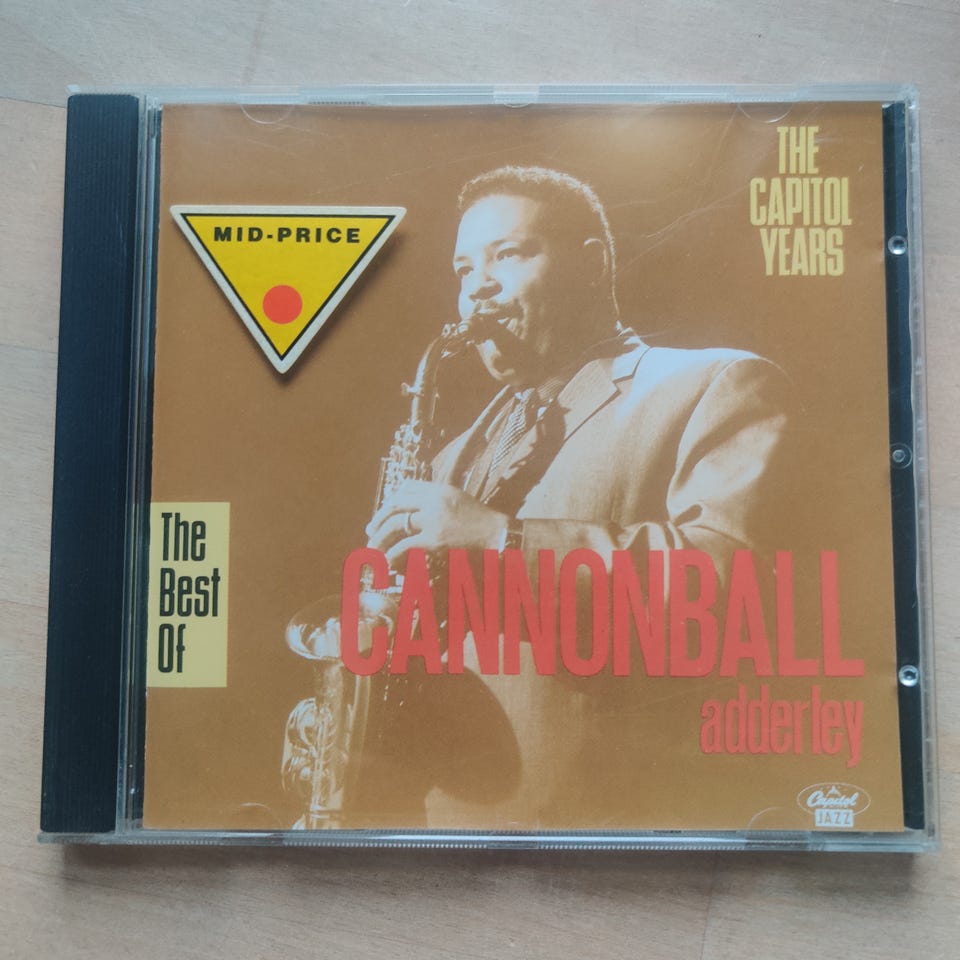 THE
CAPITOL
YEARS
MID-PRICE
The
Best
Of
CANNONBALL
adderley
Capitol
JAZZ